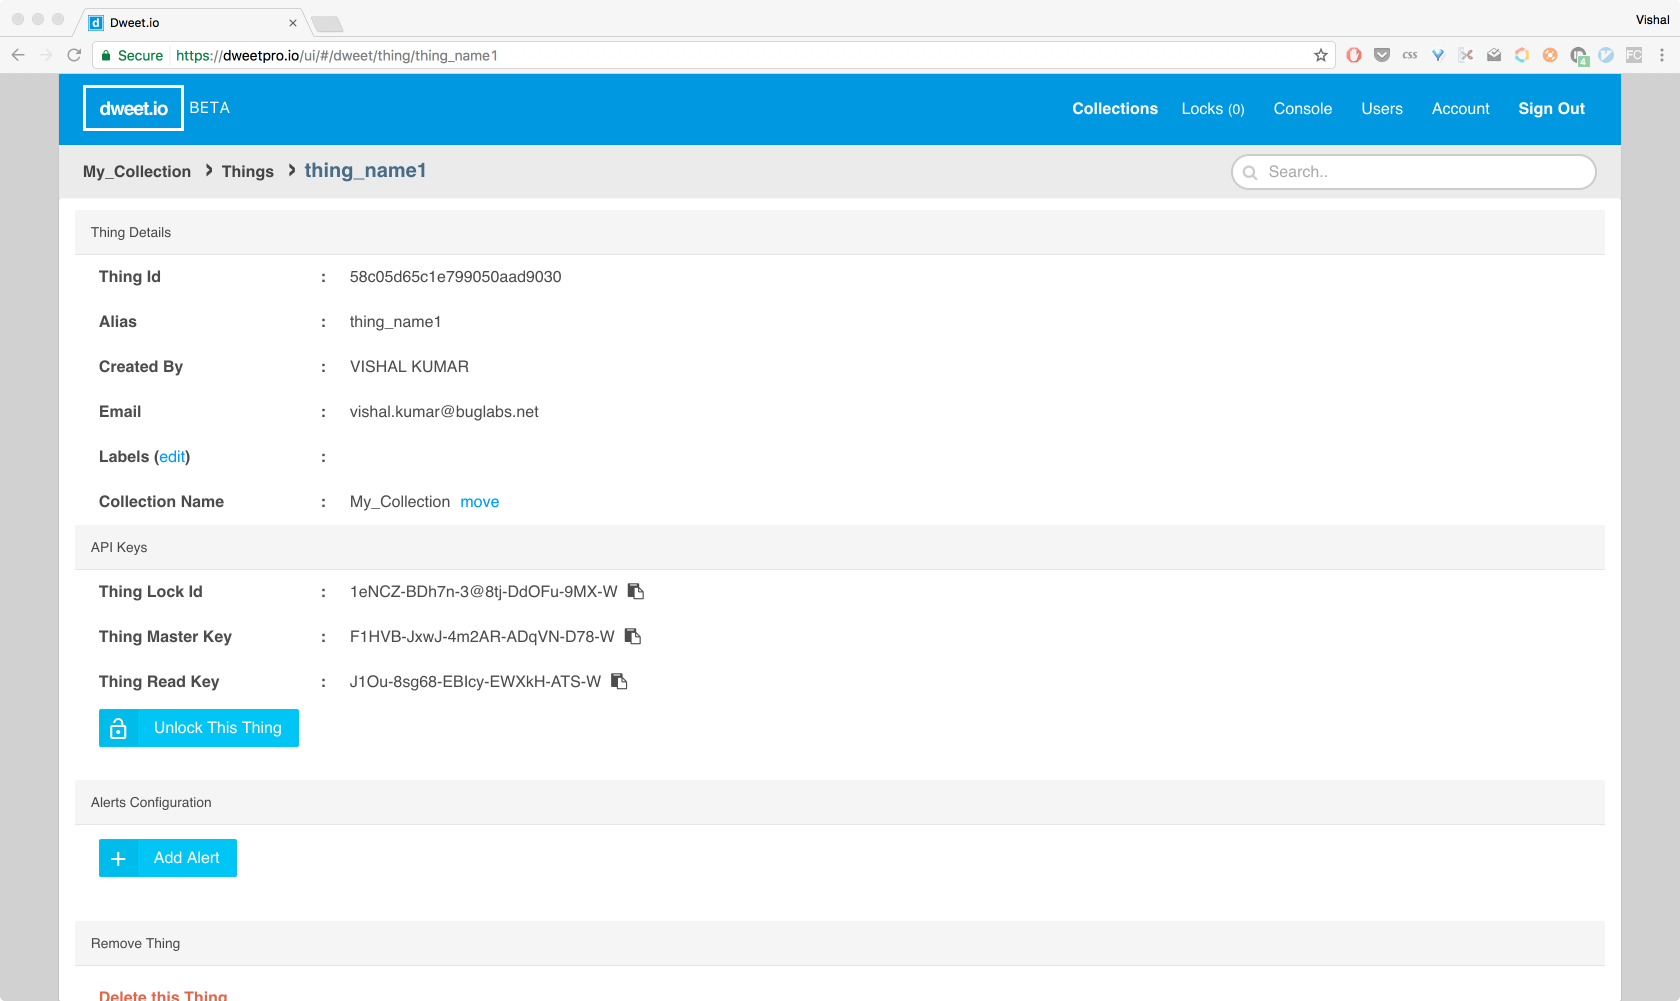 Dweet.io
Vishal
Secure https://dweetpro.io/ui/#/dweet/thing/thing_name1
css
4
FC
dweet.io BETA
Collections Locks (0) Console Users Account Sign Out
My_Collection Things thing_name1
Search..
Thing Details
Thing Id : 58c05d65c1e799050aad9030
Alias : thing_name1
Created By : VISHAL KUMAR
Email : vishal.kumar@buglabs.net
Labels (edit) :
Collection Name : My_Collection move
API Keys
Thing Lock Id : 1eNCZ-BDh7n-3@8tj-DdOFu-9MX-W
Thing Master Key : F1HVB-JxwJ-4m2AR-ADqVN-D78-W
Thing Read Key : J1Ou-8sg68-EBIcy-EWXkH-ATS-W
Unlock This Thing
Alerts Configuration
Add Alert
Remove Thing
Delete this Thing